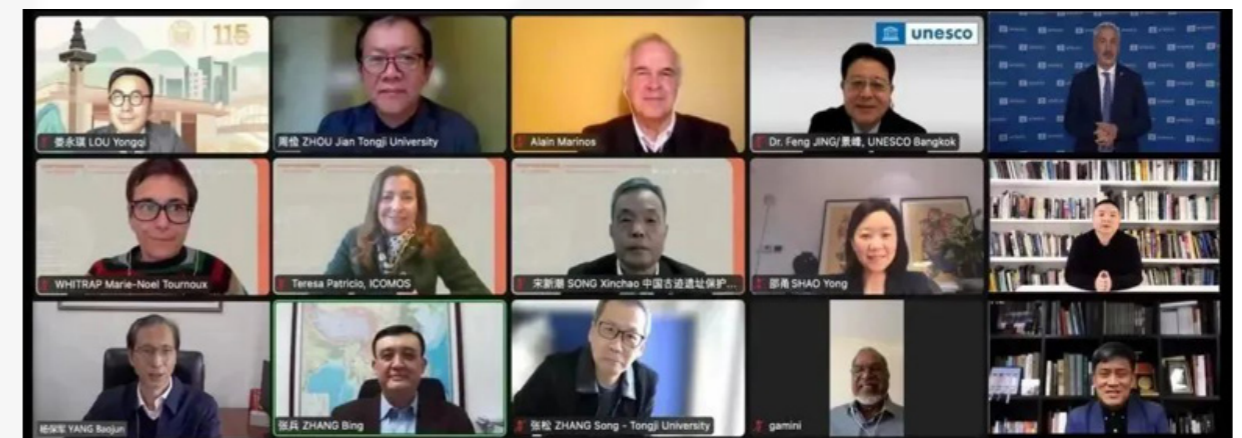 115
娄永琪 LOU Yongqi
周俭 ZHOU Jian Tongji University
Alain Marinos
unesco
Dr. Feng JING/景峰, UNESCO Bangkok
WHITRAP Marie-Noel Tournoux
Teresa Patricio, ICOMOS
宋新潮 SONG Xinchao 中国古迹遗址保护...
邵甬 SHAO Yong
杨保军 YANG Baojun
张兵 ZHANG Bing
张松 ZHANG Song - Tongji University
gamini